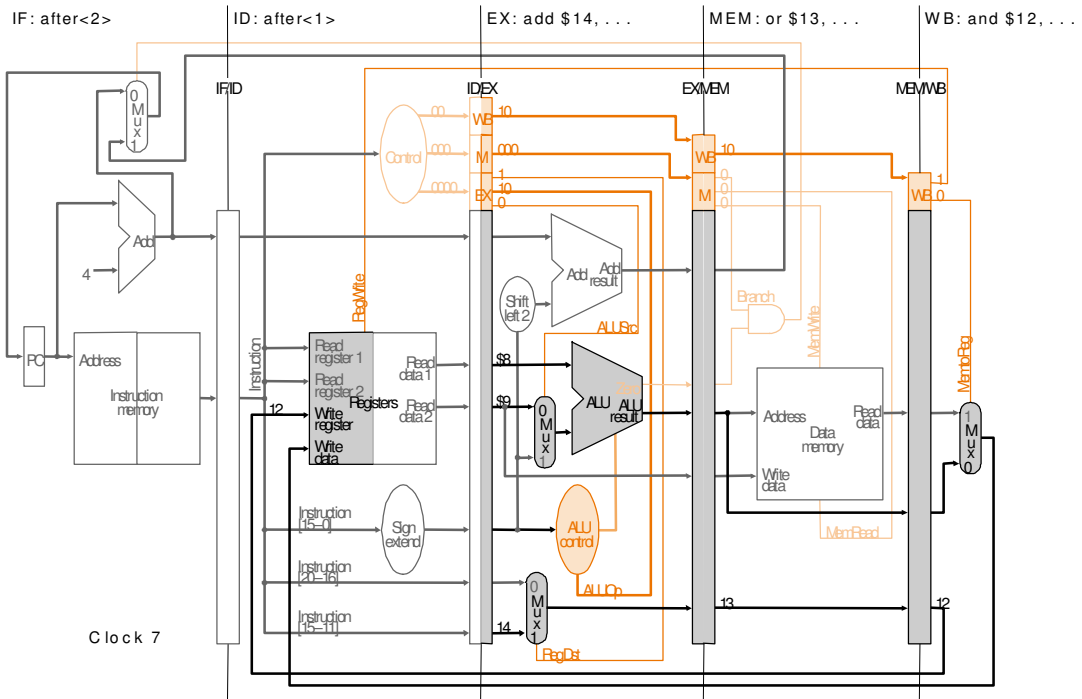 IF: after<2>
ID: after<1>
EX: add $14, . . .
MEM: or $13, . . .
WB: and $12, . . .
IF/ID
ID/EX
EX/MEM
MEM/WB
0
M
u
x
1
Control
00
000
0000
WB
M
EX
10
000
1
10
0
WB
M
10
0
0
0
WB
1
0
Add
4
RegWrite
Add
Add
result
Shift
left 2
ALUSrc
Branch
MemWrite
MemtoReg
PC
Address
Instruction
memory
Instruction
Read
register 1
Read
register 2
Registers
Write
register
Write
data
Read
data 1
Read
data 2
12
$8
$9
0
M
u
x
1
ALU
ALU
result
Address
Read
data
Data
memory
Write
data
1
M
u
x
0
Instruction
[15–0]
Sign
extend
ALU
control
MemRead
Instruction
[20–16]
ALUOp
0
M
u
x
1
13
12
Instruction
[15–11]
14
RegDst
Clock 7